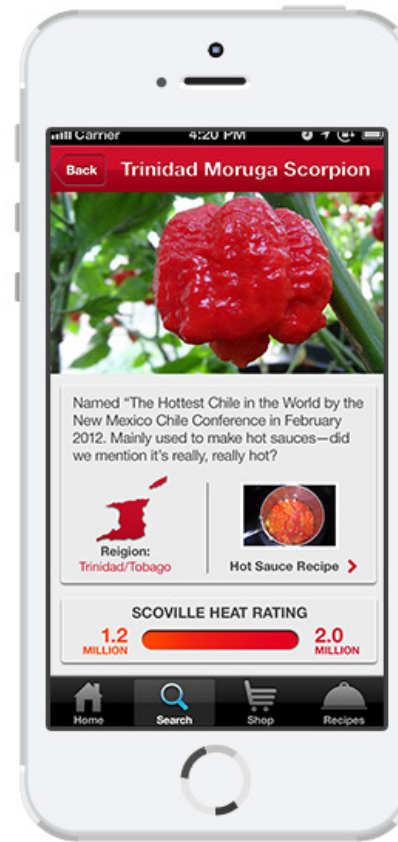 Carrier 4:20 PM
Back Trinidad Moruga Scorpion
Named “The Hottest Chile in the World by the
New Mexico Chile Conference in February
2012. Mainly used to make hot sauces—did
we mention it's really, really hot?
Reigion:
Trinidad/Tobago
Hot Sauce Recipe
SCOVILLE HEAT RATING
1.2
MILLION
2.0
MILLION
Home Search Shop Recipes